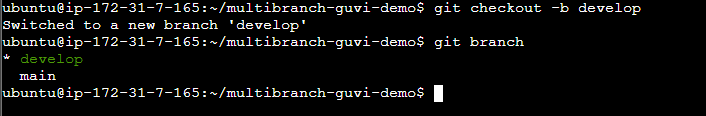 ubuntu@ip-172-31-7-165:~/multibranch-guvi-demo$ git checkout -b develop
Switched to a new branch 'develop'
ubuntu@ip-172-31-7-165:~/multibranch-guvi-demo$ git branch
* develop
  main
ubuntu@ip-172-31-7-165:~/multibranch-guvi-demo$